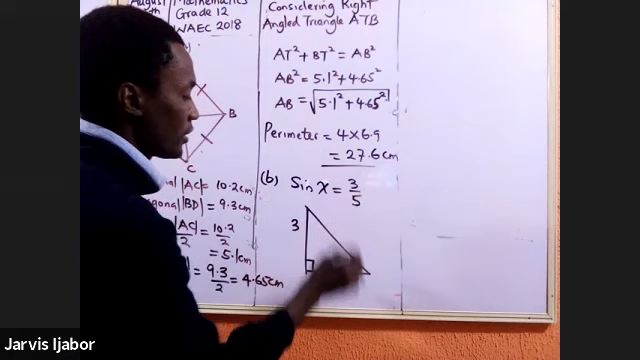 August
Mathematics
Grade 12
WAEC 2018
B
C
|AC| = 10.2cm
|BD| = 9.3cm
|AC| = 10.2
2 2
= 5.1cm
= 9.3 = 4.65cm
2
Considering Right
Angled Triangle ATB
AT² + BT² = AB²
AB² = 5.1² + 4.65²
AB = √5.1² + 4.65²
Perimeter = 4 x 6.9
= 27.6cm
(b) Sin x = 3
5
3
Jarvis Ijabor